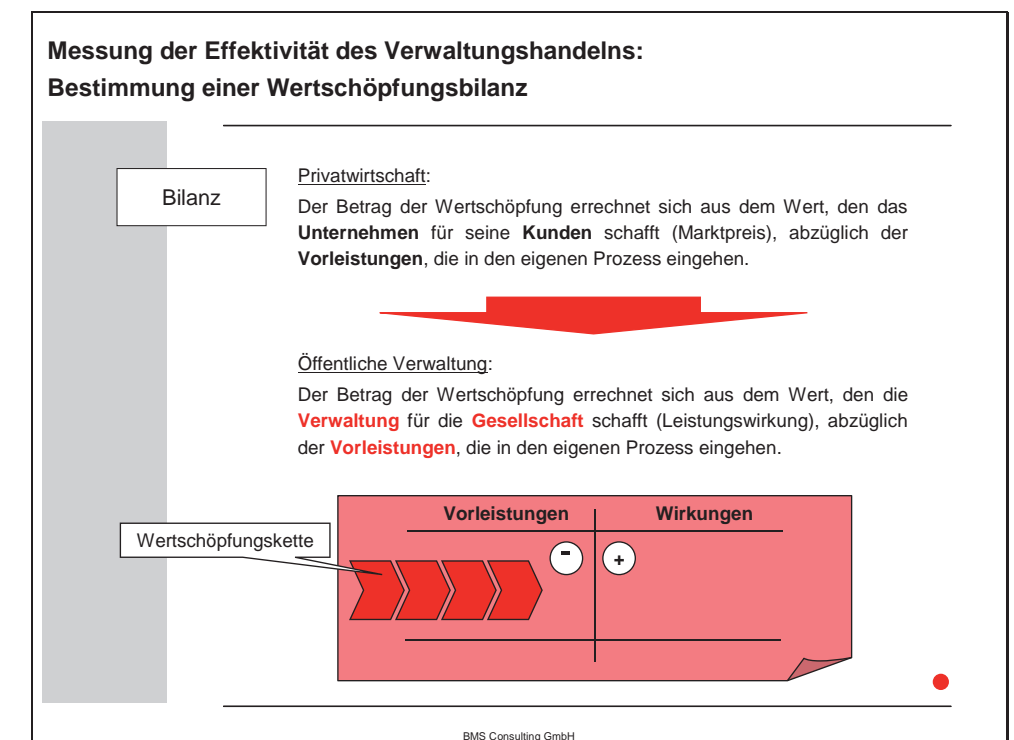 Messung der Effektivität des Verwaltungshandelns:
Bestimmung einer Wertschöpfungsbilanz
Bilanz
Privatwirtschaft:
Der Betrag der Wertschöpfung errechnet sich aus dem Wert, den das
Unternehmen für seine Kunden schafft (Marktpreis), abzüglich der
Vorleistungen, die in den eigenen Prozess eingehen.
Öffentliche Verwaltung:
Der Betrag der Wertschöpfung errechnet sich aus dem Wert, den die
Verwaltung für die Gesellschaft schafft (Leistungswirkung), abzüglich
der Vorleistungen, die in den eigenen Prozess eingehen.
Vorleistungen Wirkungen
Wertschöpfungskette
- +
BMS Consulting GmbH